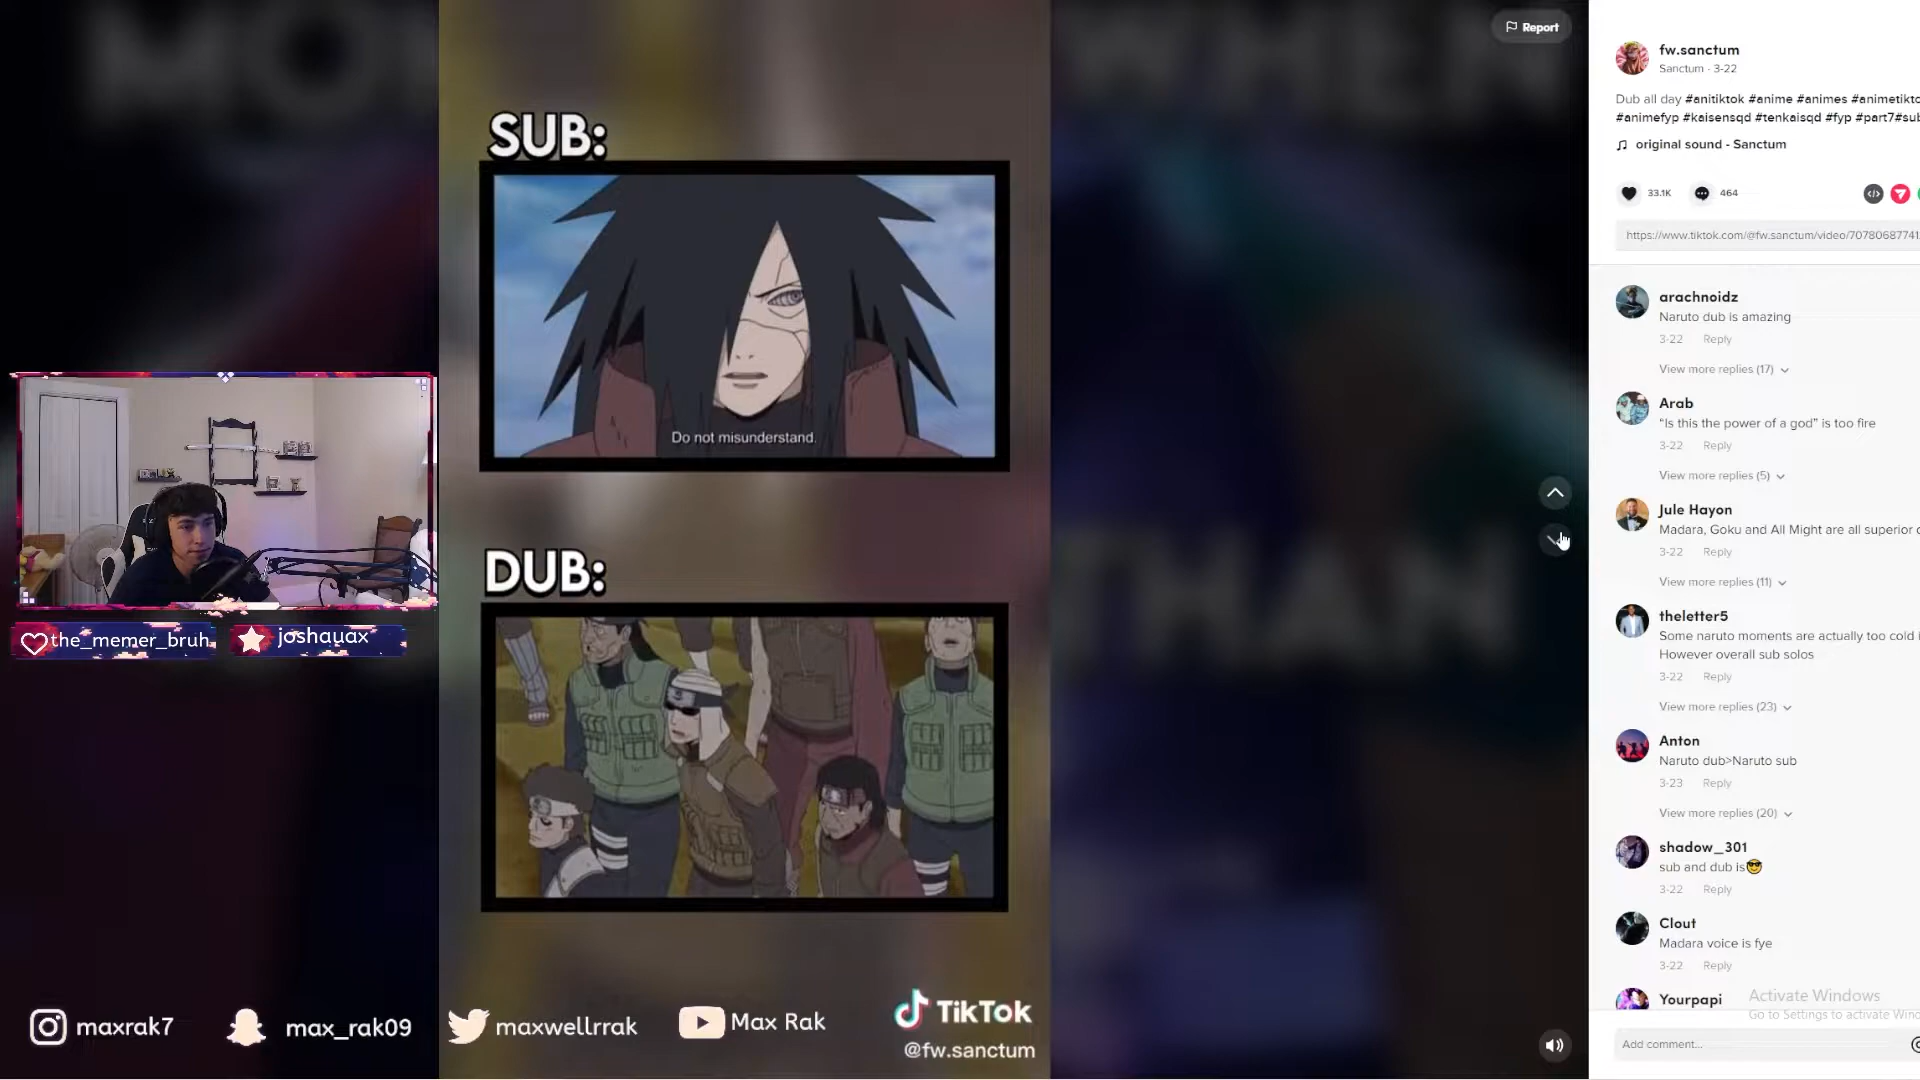 MO
WHEN
THAN
SUB:
Do not misunderstand.
DUB:
the_memer_bruh
joshauax
maxrak7
max_rak09
maxwellrrak
Max Rak
TikTok
@fw.sanctum
Report
fw.sanctum
Sanctum · 3-22
Dub all day #anitiktok #anime #animes #animetikto
#animefyp #kaisensqd #tenkaisqd #fyp #part7#sub
original sound - Sanctum
33.1K
464
https://www.tiktok.com/@fw.sanctum/video/70780687741
arachnoidz
Naruto dub is amazing
3-22 Reply
View more replies (17)
Arab
“Is this the power of a god” is too fire
3-22 Reply
View more replies (5)
Jule Hayon
Madara, Goku and All Might are all superior
3-22 Reply
View more replies (11)
theletter5
Some naruto moments are actually too cold
However overall sub solos
3-22 Reply
View more replies (23)
Anton
Naruto dub>Naruto sub
3-23 Reply
View more replies (20)
shadow_301
sub and dub is😎
3-22 Reply
Clout
Madara voice is fye
3-22 Reply
Yourpapi
Activate Windows
Go to Settings to activate Wind
Add comment...